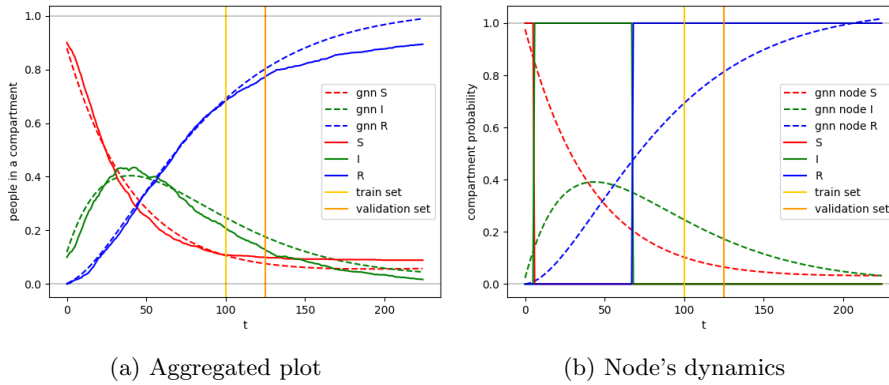 1.0
0.8
0.6
0.4
0.2
0.0
people in a compartment
0 50 100 150 200
t
gnn S
gnn I
gnn R
S
I
R
train set
validation set
(a) Aggregated plot
1.0
0.8
0.6
0.4
0.2
0.0
compartment probability
0 50 100 150 200
t
gnn node S
gnn node I
gnn node R
S
I
R
train set
validation set
(b) Node's dynamics